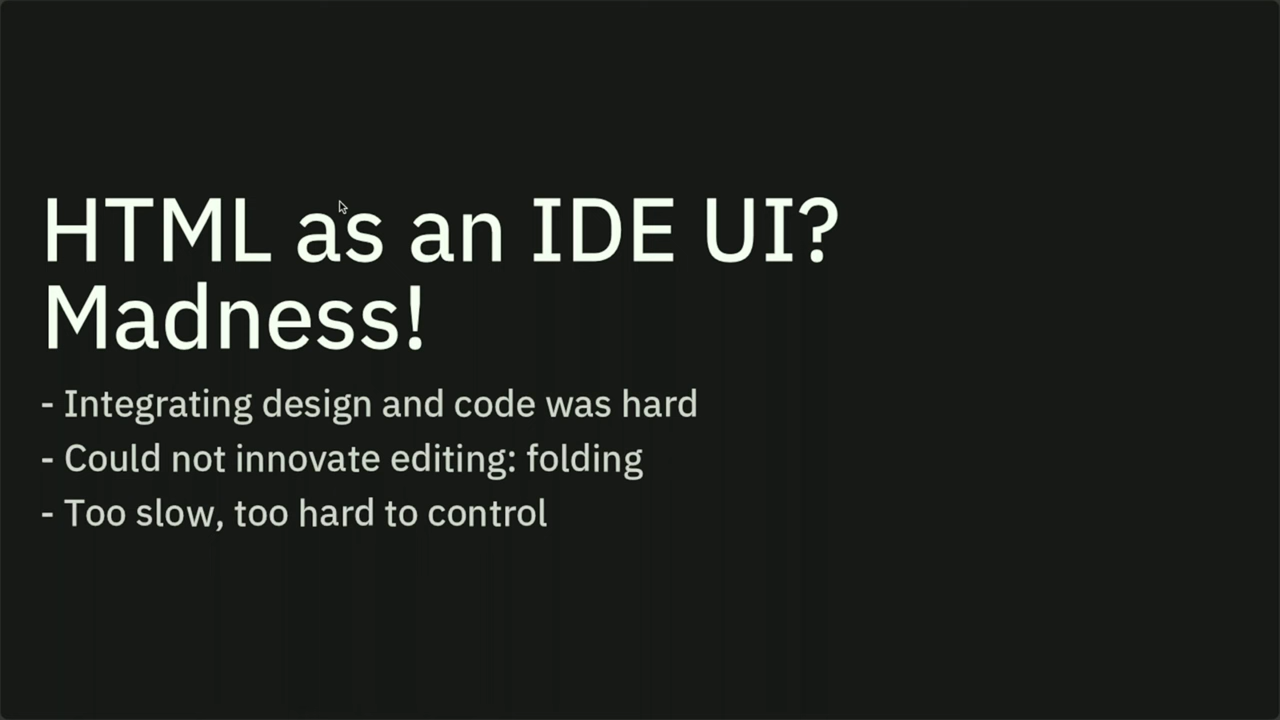 HTML as an IDE UI?
Madness!
- Integrating design and code was hard
- Could not innovate editing: folding
- Too slow, too hard to control